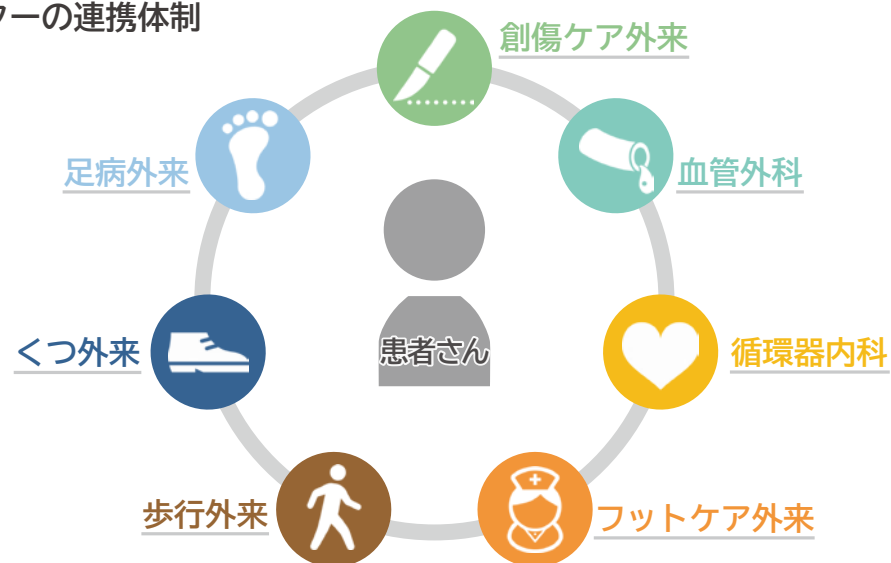 ターの連携体制
創傷ケア外来
足病外来
血管外科
患者さん
くつ外来
循環器内科
歩行外来
フットケア外来